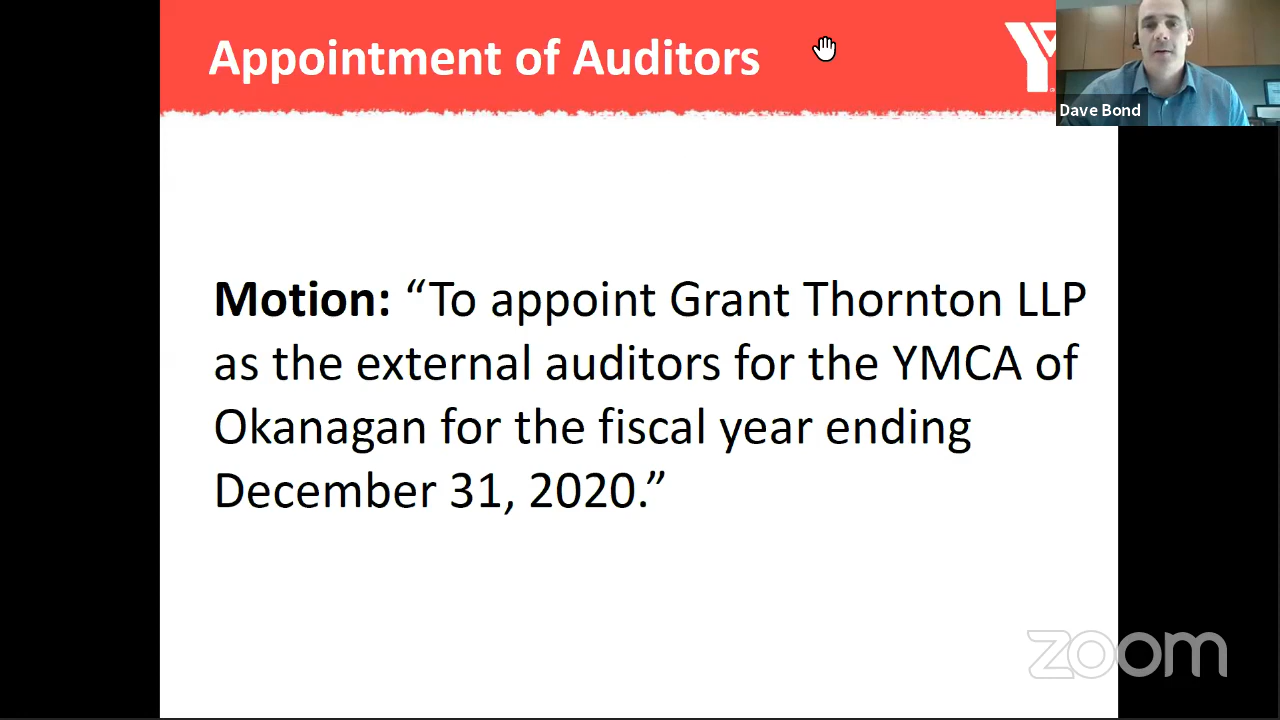 Appointment of Auditors
Y
Dave Bond
Motion: “To appoint Grant Thornton LLP
as the external auditors for the YMCA of
Okanagan for the fiscal year ending
December 31, 2020.”
zoom